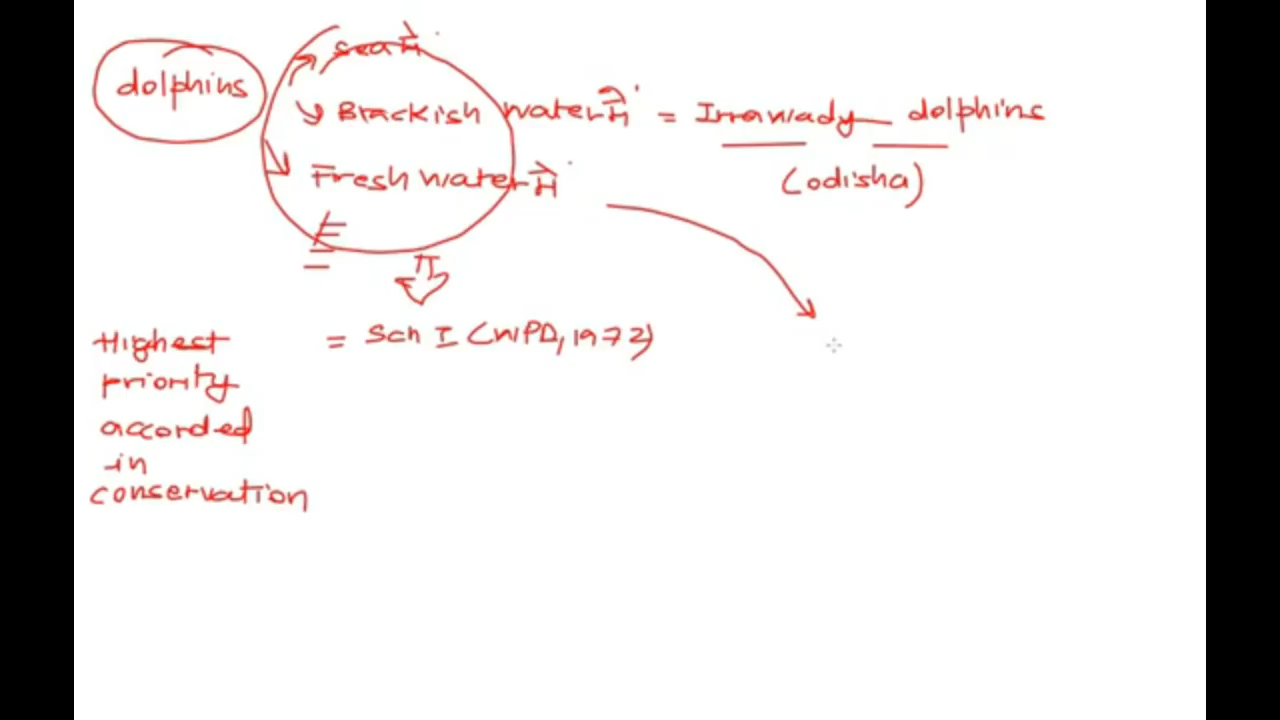 sea
dolphins
Brackish water = Irrawady dolphins
Fresh water
(odisha)
Highest = Sch I (WPA, 1972)
priority
accorded
in
conservation